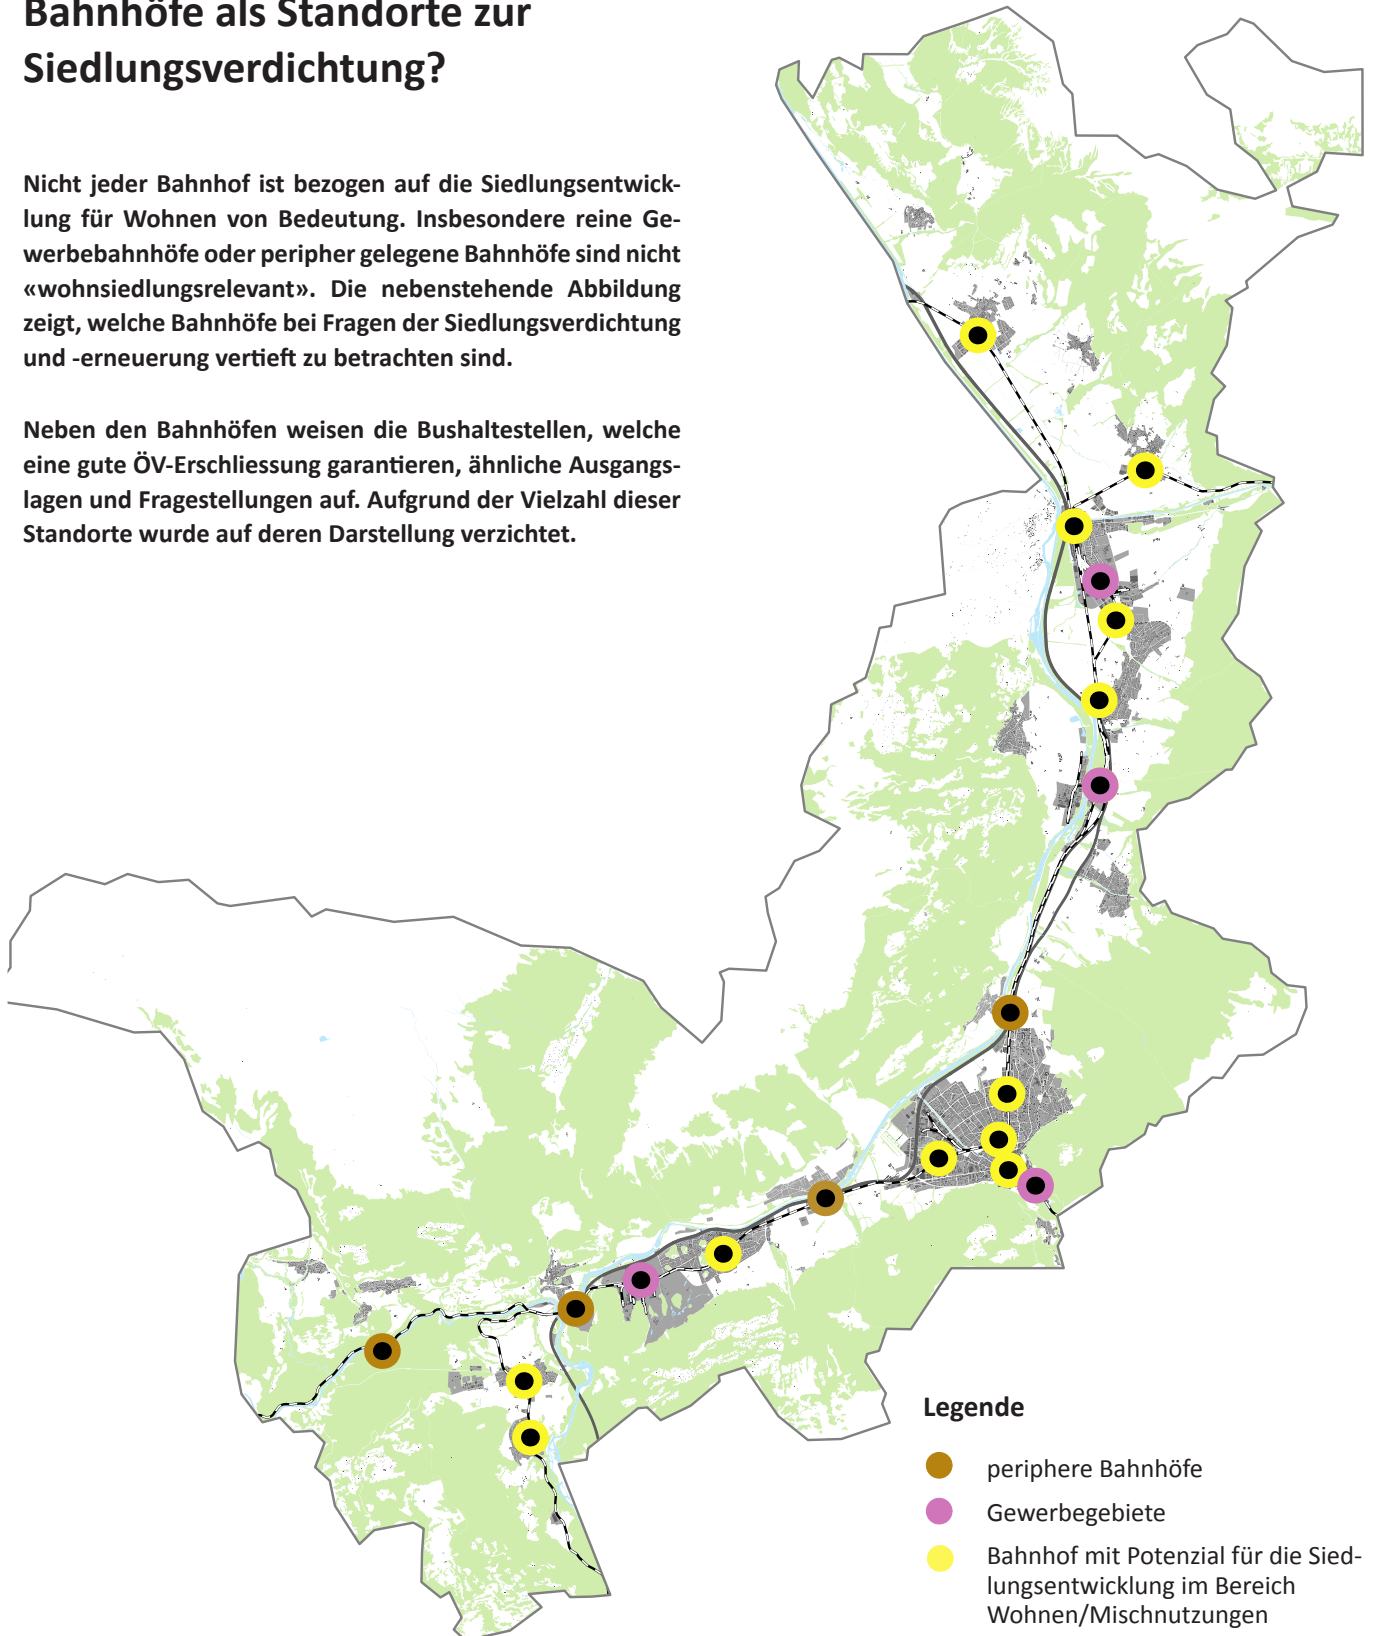 Bahnhöfe als Standorte zur
Siedlungsverdichtung?
Nicht jeder Bahnhof ist bezogen auf die Siedlungsentwick-
lung für Wohnen von Bedeutung. Insbesondere reine Ge-
werbebahnhöfe oder peripher gelegene Bahnhöfe sind nicht
«wohnsiedlungsrelevant». Die nebenstehende Abbildung
zeigt, welche Bahnhöfe bei Fragen der Siedlungsverdichtung
und -erneuerung vertieft zu betrachten sind.
Neben den Bahnhöfen weisen die Bushaltestellen, welche
eine gute ÖV-Erschliessung garantieren, ähnliche Ausgangs-
lagen und Fragestellungen auf. Aufgrund der Vielzahl dieser
Standorte wurde auf deren Darstellung verzichtet.
Legende
periphere Bahnhöfe
Gewerbegebiete
Bahnhof mit Potenzial für die Sied-
lungsentwicklung im Bereich
Wohnen/Mischnutzungen